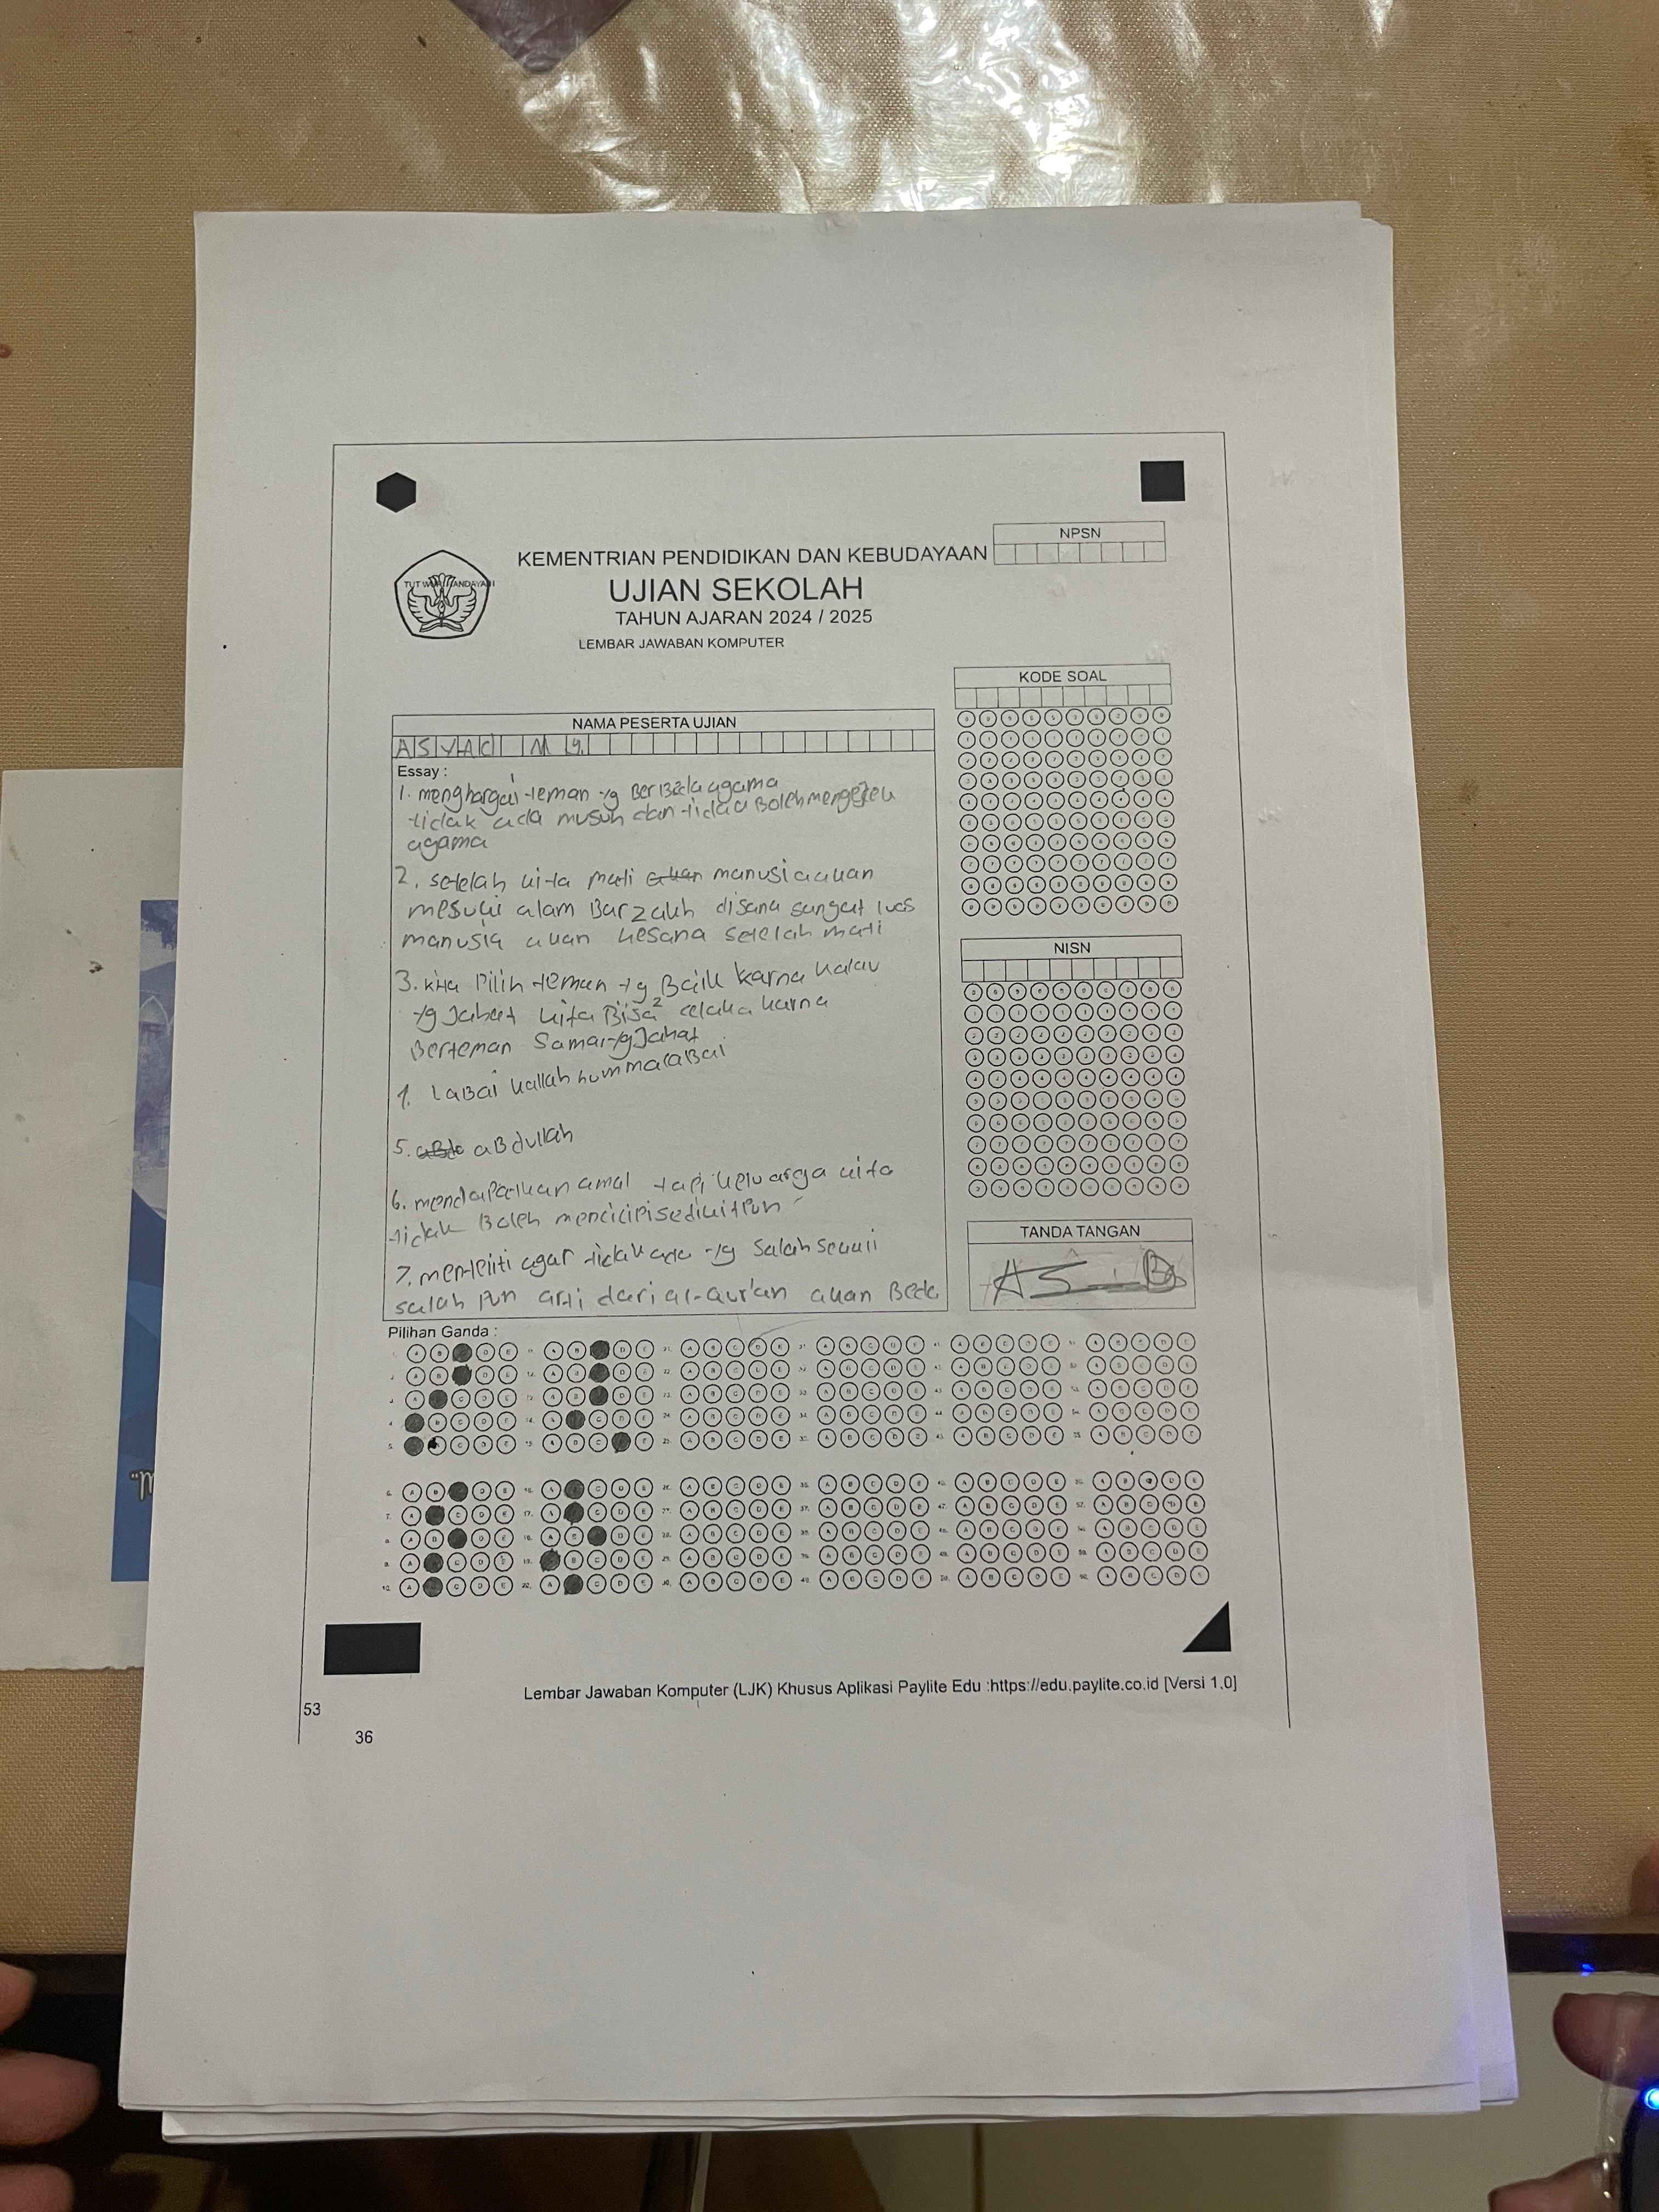 NPSN
KEMENTRIAN PENDIDIKAN DAN KEBUDAYAAN
TUT WURI HANDAYANI
UJIAN SEKOLAH
TAHUN AJARAN 2024 / 2025
LEMBAR JAWABAN KOMPUTER
KODE SOAL
NAMA PESERTA UJIAN
Essay :
1. menghargai teman yg BerBeda agama
tidak ada musuh dan tidak Boleh mengejek
agama
2. setelah kita mati akan manusia akan
mesuki alam Barzakh disana sangat luas
manusia akan kesana setelah mati
NISN
3. kita Pilih teman yg Baik karna kalau
yg Jahat kita Bisa² celaka karna
Berteman Sama yg Jahat
4. LaBai kallah hummalaBai
5. aBdullah
6. mendapatkan amal tapi keluarga kita
tidak Boleh mencicipi sedikit Pun
TANDA TANGAN
7. menteliti agar tidak ada yg salah sekali
salah Pun arti dari al-Qur'an akan Beda
Pilihan Ganda :
Lembar Jawaban Komputer (LJK) Khusus Aplikasi Paylite Edu :https://edu.paylite.co.id [Versi 1.0]
53
36